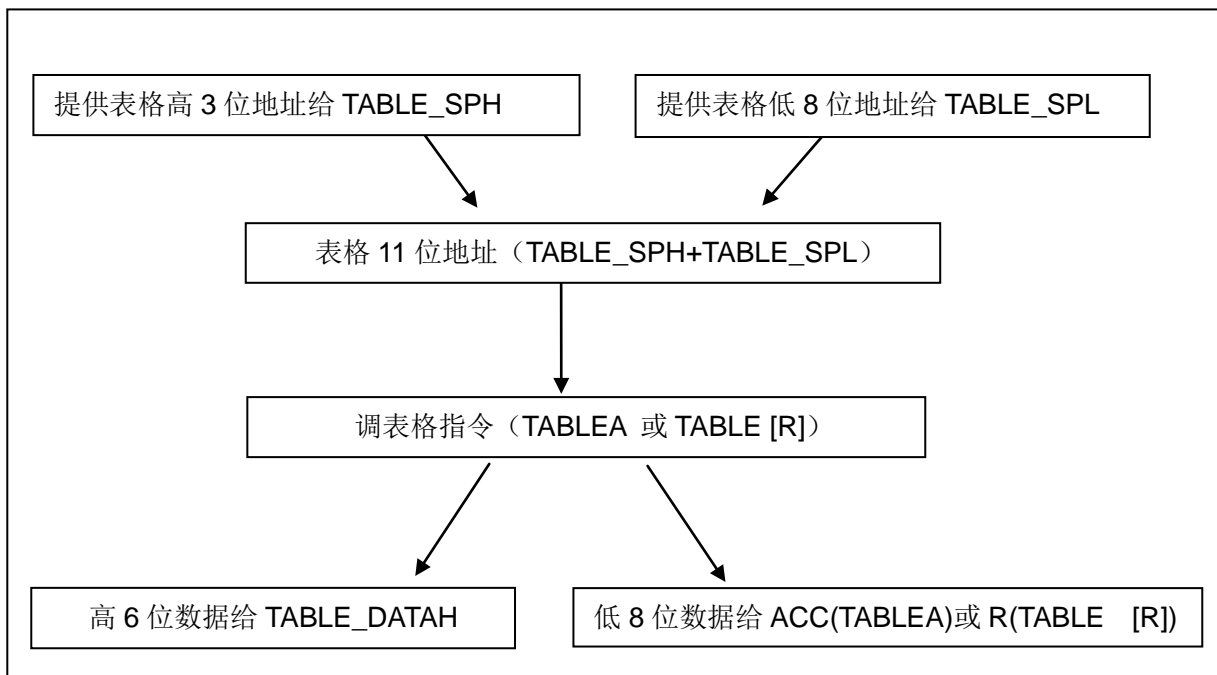 提供表格高 3 位地址给 TABLE_SPH
提供表格低 8 位地址给 TABLE_SPL
表格 11 位地址（TABLE_SPH+TABLE_SPL）
调表格指令（TABLEA 或 TABLE [R]）
高 6 位数据给 TABLE_DATAH
低 8 位数据给 ACC(TABLEA)或 R(TABLE [R])